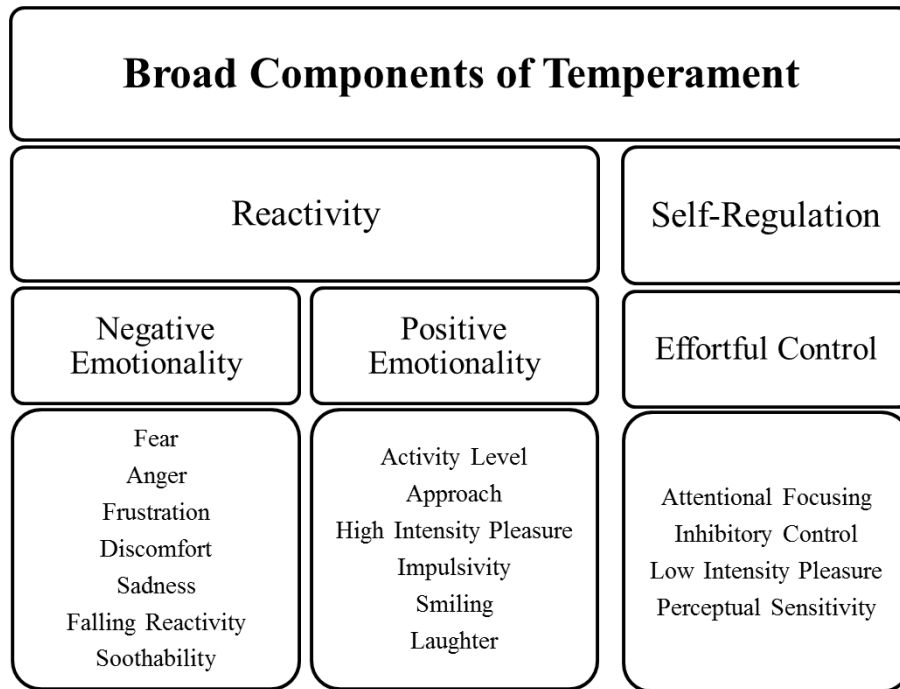 Broad Components of Temperament
Reactivity
Self-Regulation
Negative
Emotionality
Positive
Emotionality
Effortful Control
Fear
Anger
Frustration
Discomfort
Sadness
Falling Reactivity
Soothability
Activity Level
Approach
High Intensity Pleasure
Impulsivity
Smiling
Laughter
Attentional Focusing
Inhibitory Control
Low Intensity Pleasure
Perceptual Sensitivity